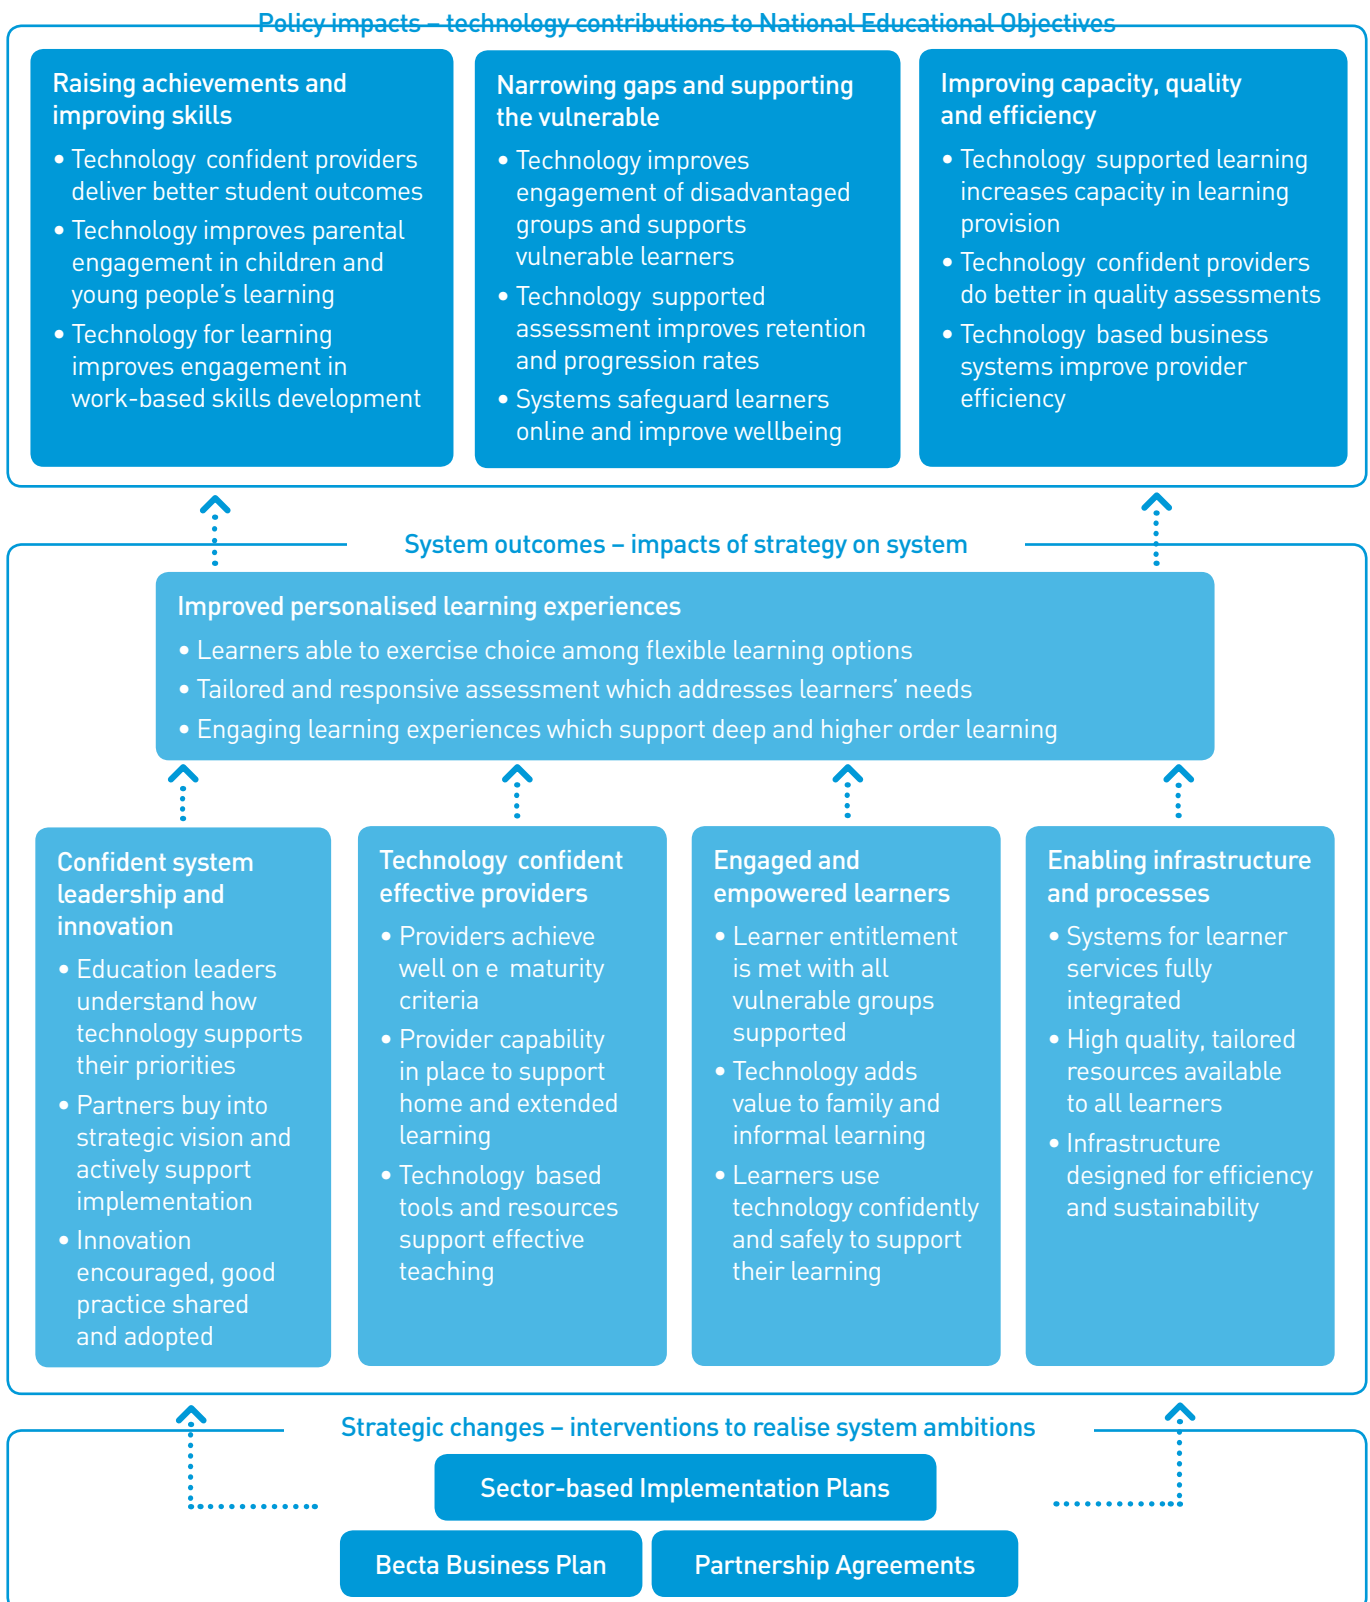 Policy impacts – technology contributions to National Educational Objectives
Raising achievements and
improving skills
• Technology confident providers
deliver better student outcomes
• Technology improves parental
engagement in children and
young people's learning
• Technology for learning
improves engagement in
work-based skills development
Narrowing gaps and supporting
the vulnerable
• Technology improves
engagement of disadvantaged
groups and supports
vulnerable learners
• Technology supported
assessment improves retention
and progression rates
• Systems safeguard learners
online and improve wellbeing
Improving capacity, quality
and efficiency
• Technology supported learning
increases capacity in learning
provision
• Technology confident providers
do better in quality assessments
• Technology based business
systems improve provider
efficiency
System outcomes – impacts of strategy on system
Improved personalised learning experiences
• Learners able to exercise choice among flexible learning options
• Tailored and responsive assessment which addresses learners' needs
• Engaging learning experiences which support deep and higher order learning
Confident system
leadership and
innovation
• Education leaders
understand how
technology supports
their priorities
• Partners buy into
strategic vision and
actively support
implementation
• Innovation
encouraged, good
practice shared
and adopted
Technology confident
effective providers
• Providers achieve
well on e maturity
criteria
• Provider capability
in place to support
home and extended
learning
• Technology based
tools and resources
support effective
teaching
Engaged and
empowered learners
• Learner entitlement
is met with all
vulnerable groups
supported
• Technology adds
value to family and
informal learning
• Learners use
technology confidently
and safely to support
their learning
Enabling infrastructure
and processes
• Systems for learner
services fully
integrated
• High quality, tailored
resources available
to all learners
• Infrastructure
designed for efficiency
and sustainability
Strategic changes – interventions to realise system ambitions
Sector-based Implementation Plans
Becta Business Plan
Partnership Agreements